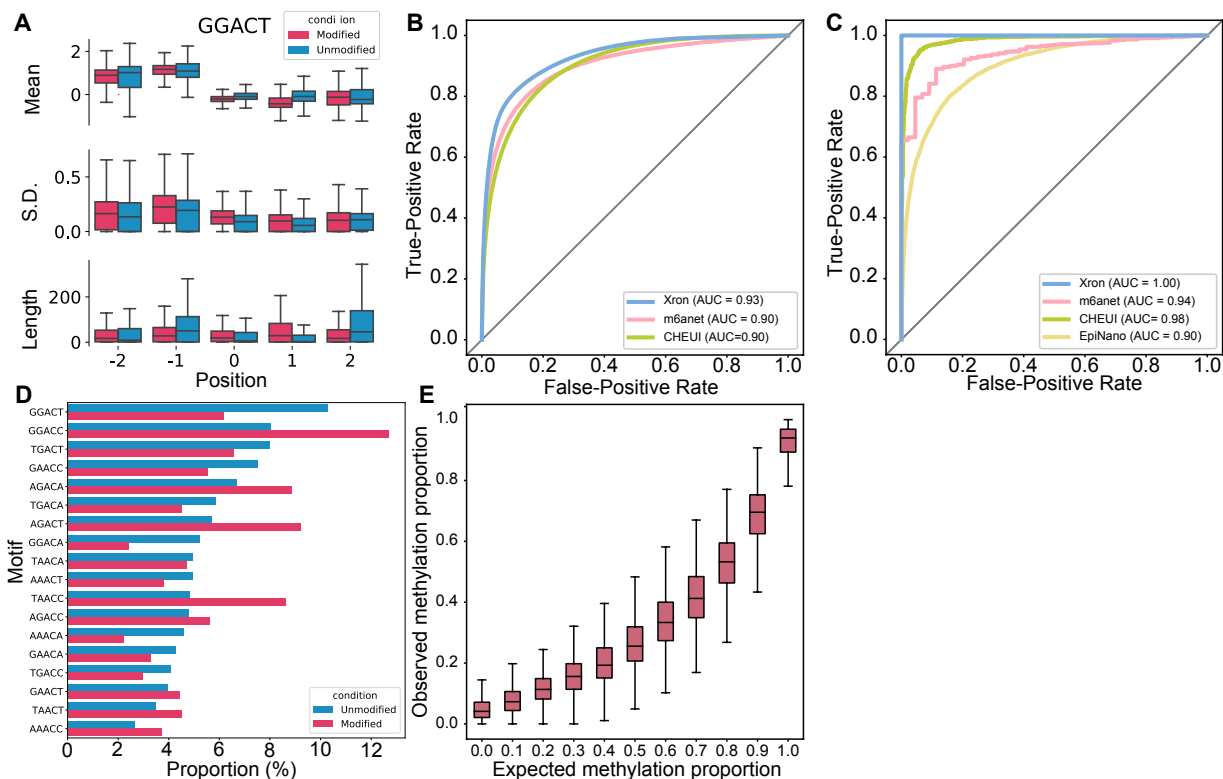 A
GGACT
condi ion
Modified
Unmodified
Mean
2
0
S.D.
0.5
0.0
Length
200
0
-2 -1 0 1 2
Position
B
True-Positive Rate
1.0
0.8
0.6
0.4
0.2
0.0
Xron (AUC = 0.93)
m6anet (AUC = 0.90)
CHEUI (AUC=0.90)
0.0 0.2 0.4 0.6 0.8 1.0
False-Positive Rate
C
True-Positive Rate
1.0
0.8
0.6
0.4
0.2
0.0
Xron (AUC = 1.00)
m6anet (AUC = 0.94)
CHEUI (AUC = 0.98)
EpiNano (AUC = 0.90)
0.0 0.2 0.4 0.6 0.8 1.0
False-Positive Rate
D
Motif
GGACT
GGACC
TGACT
GAACC
AGACA
TGACA
AGACT
GGACA
TAACA
AAACT
TAACC
AGACC
AAACA
GAACA
TGACC
GAACT
TAACT
AAACC
condition
Unmodified
Modified
0 2 4 6 8 10 12
Proportion (%)
E
Observed methylation proportion
1.0
0.8
0.6
0.4
0.2
0.0
0.0 0.1 0.2 0.3 0.4 0.5 0.6 0.7 0.8 0.9 1.0
Expected methylation proportion